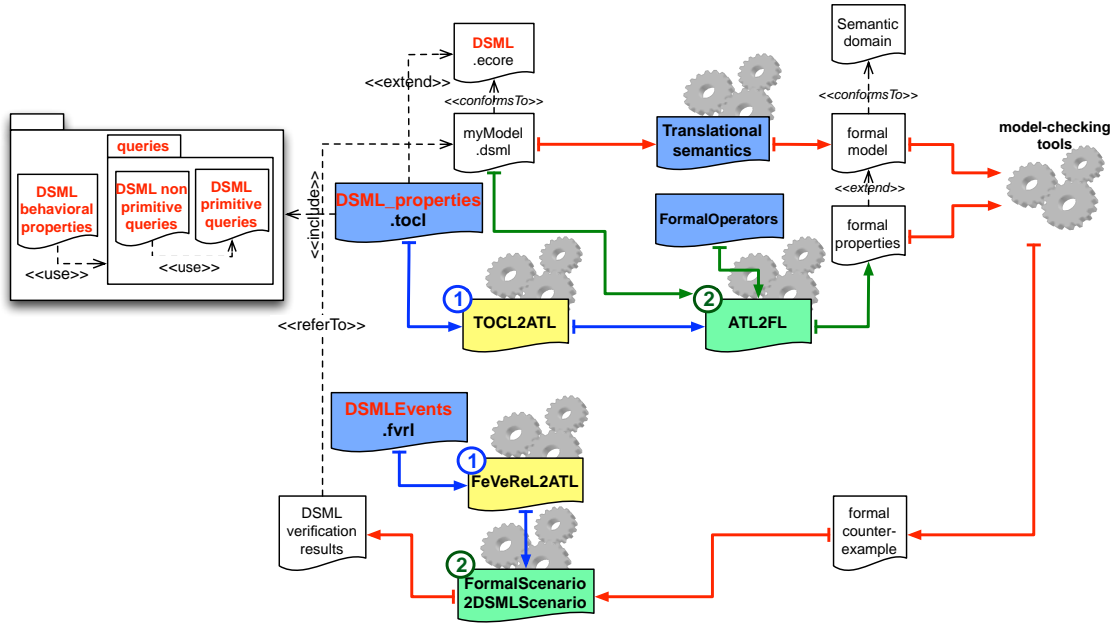 DSML
.ecore
Semantic
domain
<<extend>>
<<conformsTo>>
<<conformsTo>>
myModel
.dsml
Translational
semantics
formal
model
model-checking
tools
queries
DSML
behavioral
properties
DSML non
primitive
queries
DSML
primitive
queries
<<use>>
<<use>>
<<include>>
DSML_properties
.tocl
FormalOperators
<<extend>>
formal
properties
1
TOCL2ATL
2
ATL2FL
<<referTo>>
DSMLEvents
.fvrl
1
FeVeReL2ATL
DSML
verification
results
formal
counter-
example
2
FormalScenario
2DSMLScenario